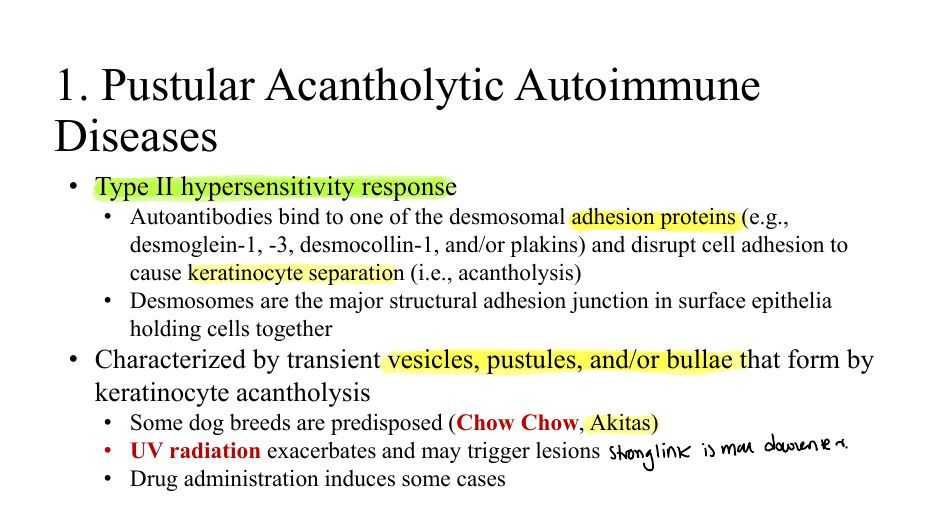 1. Pustular Acantholytic Autoimmune
Diseases
• Type II hypersensitivity response
• Autoantibodies bind to one of the desmosomal adhesion proteins (e.g.,
desmoglein-1, -3, desmocollin-1, and/or plakins) and disrupt cell adhesion to
cause keratinocyte separation (i.e., acantholysis)
• Desmosomes are the major structural adhesion junction in surface epithelia
holding cells together
• Characterized by transient vesicles, pustules, and/or bullae that form by
keratinocyte acantholysis
• Some dog breeds are predisposed (Chow Chow, Akitas)
• UV radiation exacerbates and may trigger lesions strong link is
• Drug administration induces some cases